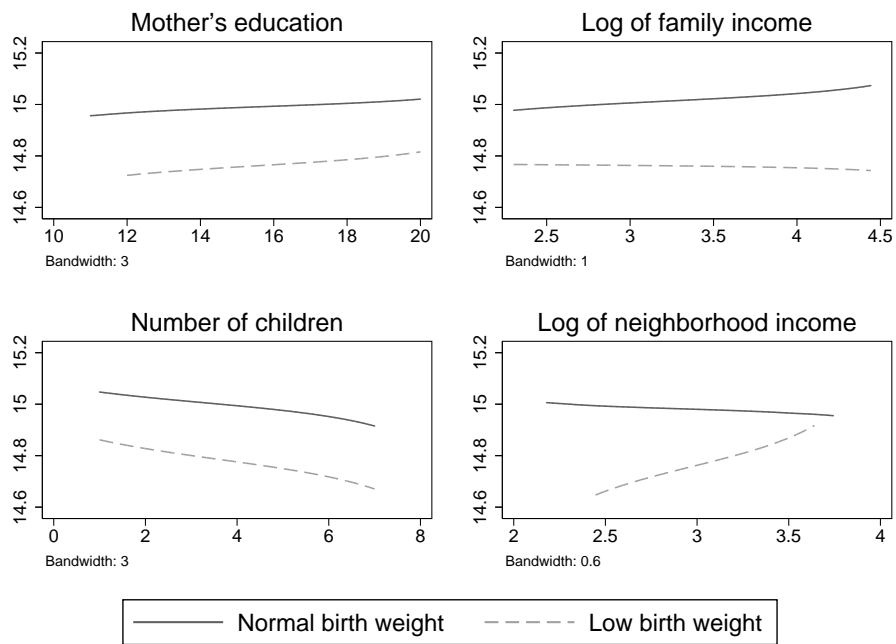 Mother's education
Log of family income
15.2
15
14.8
14.6
10 12 14 16 18 20
Bandwidth: 3
2.5 3 3.5 4 4.5
Bandwidth: 1
Number of children
Log of neighborhood income
15.2
15
14.8
14.6
0 2 4 6 8
Bandwidth: 3
2 2.5 3 3.5 4
Bandwidth: 0.6
15.2
15
14.8
14.6
15.2
15
14.8
14.6
Normal birth weight Low birth weight